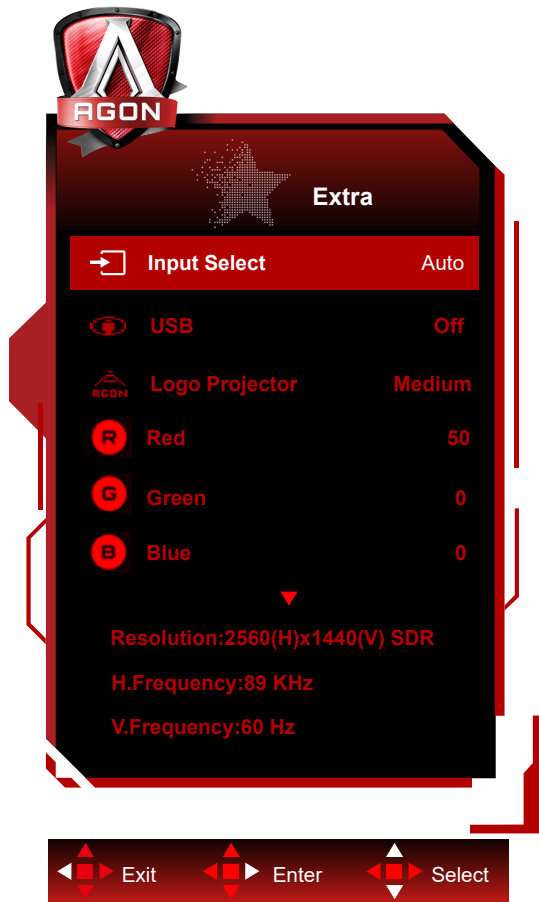 AGON
Extra
Input Select Auto
USB Off
AGON Logo Projector Medium
R Red 50
G Green 0
B Blue 0
Resolution:2560(H)x1440(V) SDR
H.Frequency:89 KHz
V.Frequency:60 Hz
Exit Enter Select